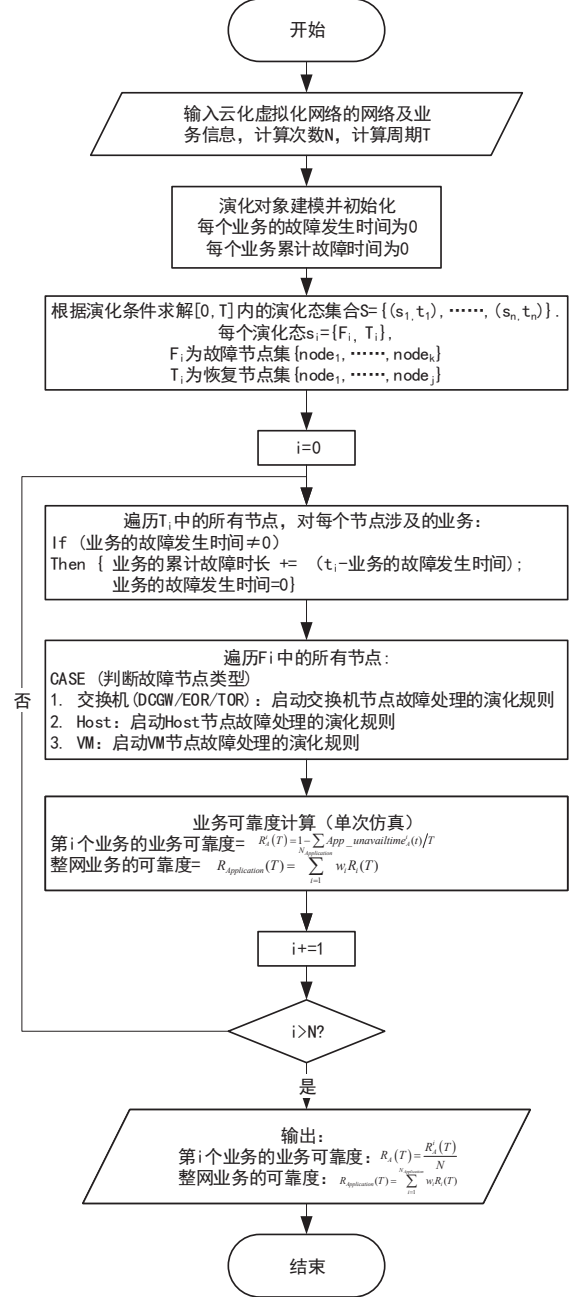 开始
输入云化虚拟化网络的网络及业
务信息，计算次数N，计算周期T
演化对象建模并初始化
每个业务的故障发生时间为0
每个业务累计故障时间为0
根据演化条件求解[0,T]内的演化态集合S={(s₁,t₁),……,(sₙ,tₙ)}.
每个演化态sᵢ={Fᵢ, Tᵢ},
Fᵢ为故障节点集{node₁,……,nodeₖ}
Tᵢ为恢复节点集{node₁,……,nodeⱼ}
i=0
遍历Tᵢ中的所有节点，对每个节点涉及的业务：
If (业务的故障发生时间≠0)
Then { 业务的累计故障时长 += （tᵢ-业务的故障发生时间）;
业务的故障发生时间=0}
遍历Fi中的所有节点:
CASE (判断故障节点类型)
1. 交换机(DCGW/EOR/TOR)：启动交换机节点故障处理的演化规则
2. Host：启动Host节点故障处理的演化规则
3. VM：启动VM节点故障处理的演化规则
否
业务可靠度计算（单次仿真）
第i个业务的业务可靠度= R_A^i(T)=1-∑App_unavailtime_A^i(t)/T
整网业务的可靠度= R_Application(T)=∑_{i=1}^{N_Application} w_i R_i(T)
i+=1
i>N?
是
输出：
第i个业务的业务可靠度：R_A(T)=R_A^i(T)/N
整网业务的可靠度：R_Application(T)=∑_{i=1}^{N_Application} w_i R_i(T)
结束